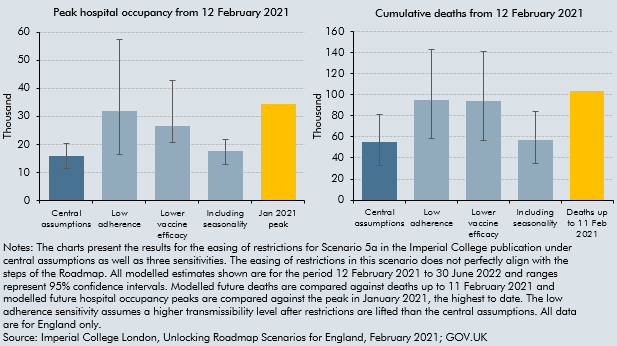 Peak hospital occupancy from 12 February 2021
60
50
40
30
20
10
0
Thousand
Central assumptions
Low adherence
Lower vaccine efficacy
Including seasonality
Jan 2021 peak
Cumulative deaths from 12 February 2021
160
140
120
100
80
60
40
20
0
Thousand
Central assumptions
Low adherence
Lower vaccine efficacy
Including seasonality
Deaths up to 11 Feb 2021
Notes: The charts present the results for the easing of restrictions for Scenario 5a in the Imperial College publication under
central assumptions as well as three sensitivities. The easing of restrictions in this scenario does not perfectly align with the
steps of the Roadmap. All modelled estimates shown are for the period 12 February 2021 to 30 June 2022 and ranges
represent 95% confidence intervals. Modelled future deaths are compared against deaths up to 11 February 2021 and
modelled future hospital occupancy peaks are compared against the peak in January 2021, the highest to date. The low
adherence sensitivity assumes a higher transmissibility level after restrictions are lifted than the central assumptions. All data
are for England only.
Source: Imperial College London, Unlocking Roadmap Scenarios for England, February 2021; GOV.UK